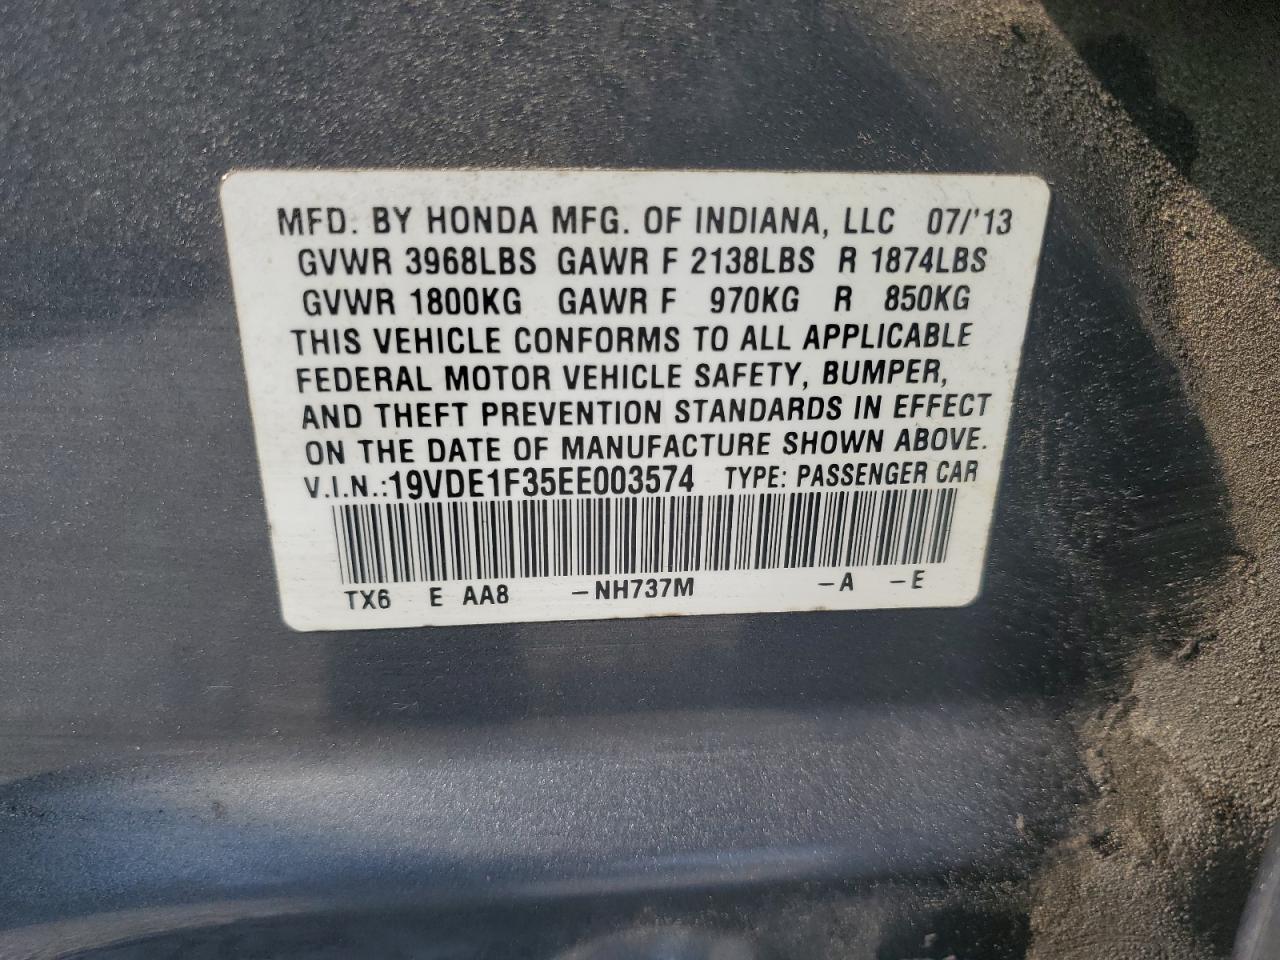 MFD. BY HONDA MFG. OF INDIANA, LLC 07/'13
GVWR 3968LBS GAWR F 2138LBS R 1874LBS
GVWR 1800KG GAWR F 970KG R 850KG
THIS VEHICLE CONFORMS TO ALL APPLICABLE
FEDERAL MOTOR VEHICLE SAFETY, BUMPER,
AND THEFT PREVENTION STANDARDS IN EFFECT
ON THE DATE OF MANUFACTURE SHOWN ABOVE.
V.I.N.:19VDE1F35EE003574 TYPE: PASSENGER CAR
TX6 E AA8 –NH737M –A –E